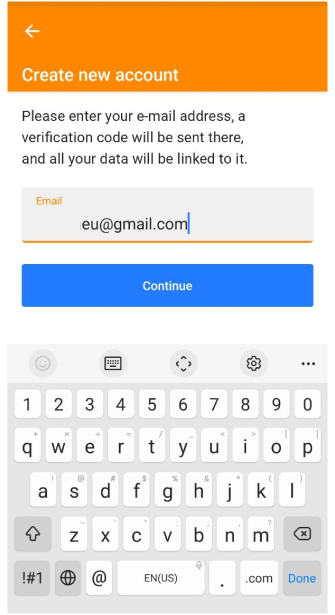 Create new account
Please enter your e-mail address, a
verification code will be sent there,
and all your data will be linked to it.
Email
eu@gmail.com
Continue
1 2 3 4 5 6 7 8 9 0
q w e r t y u i o p
a s d f g h j k l
z x c v b n m
!#1 @ EN(US) . .com Done